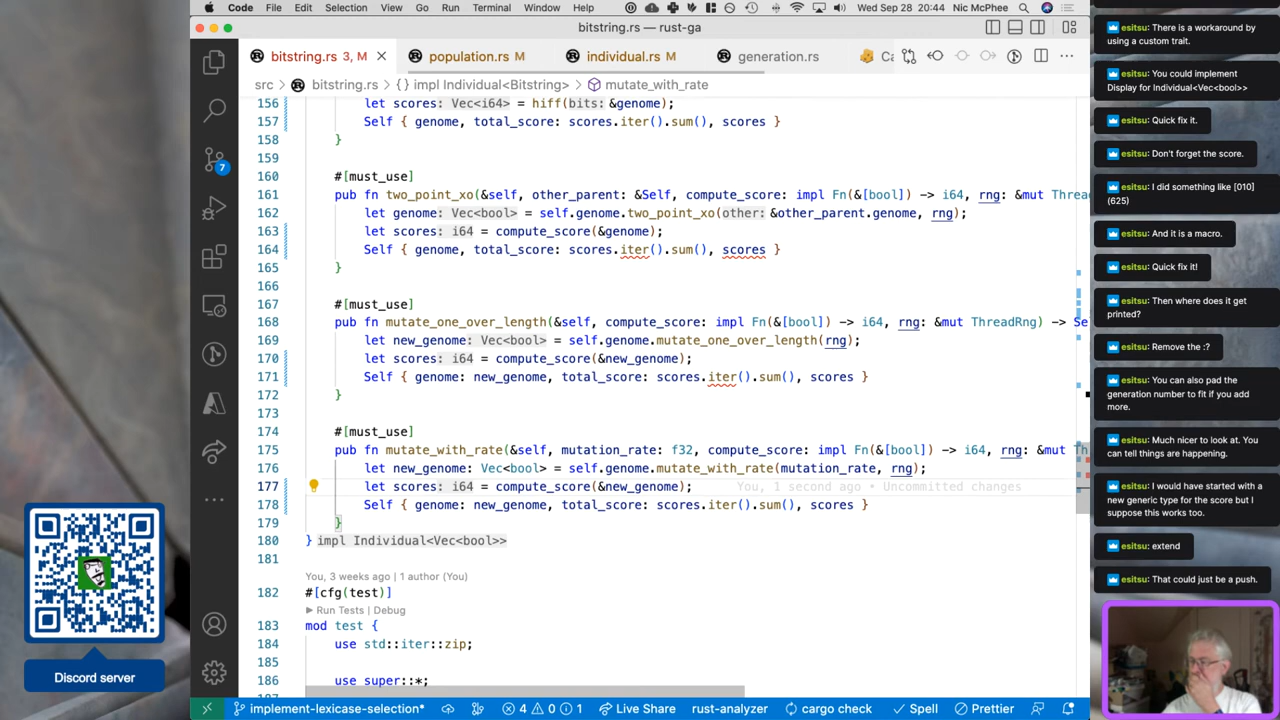 Code File Edit Selection View Go Run Terminal Window Help Wed Sep 28 20:44 Nic McPhee
bitstring.rs — rust-ga
bitstring.rs 3, M
population.rs M
individual.rs M
generation.rs
Ca
src > bitstring.rs > {} impl Individual<Bitstring> > mutate_with_rate
156 let scores: Vec<i64> = hiff(bits: &genome);
157 Self { genome, total_score: scores.iter().sum(), scores }
158 }
159
160 #[must_use]
161 pub fn two_point_xo(&self, other_parent: &Self, compute_score: impl Fn(&[bool]) -> i64, rng: &mut Threa
162 let genome: Vec<bool> = self.genome.two_point_xo(other: &other_parent.genome, rng);
163 let scores: i64 = compute_score(&genome);
164 Self { genome, total_score: scores.iter().sum(), scores }
165 }
166
167 #[must_use]
168 pub fn mutate_one_over_length(&self, compute_score: impl Fn(&[bool]) -> i64, rng: &mut ThreadRng) -> Se
169 let new_genome: Vec<bool> = self.genome.mutate_one_over_length(rng);
170 let scores: i64 = compute_score(&new_genome);
171 Self { genome: new_genome, total_score: scores.iter().sum(), scores }
172 }
173
174 #[must_use]
175 pub fn mutate_with_rate(&self, mutation_rate: f32, compute_score: impl Fn(&[bool]) -> i64, rng: &mut Th
176 let new_genome: Vec<bool> = self.genome.mutate_with_rate(mutation_rate, rng);
177 let scores: i64 = compute_score(&new_genome); You, 1 second ago • Uncommitted changes
178 Self { genome: new_genome, total_score: scores.iter().sum(), scores }
179 }
180 } impl Individual<Vec<bool>>
181
You, 3 weeks ago | 1 author (You)
182 #[cfg(test)]
▶ Run Tests | Debug
183 mod test {
184 use std::iter::zip;
185
186 use super::*;
7
Discord server
implement-lexicase-selection* 4 0 1 Live Share rust-analyzer cargo check Spell Prettier
esitsu: There is a workaround by
using a custom trait.
esitsu: You could implement
Display for Individual<Vec<bool>>
esitsu: Quick fix it.
esitsu: Don't forget the score.
esitsu: I did something like [010]
(625)
esitsu: And it is a macro.
esitsu: Quick fix it!
esitsu: Then where does it get
printed?
esitsu: Remove the :?
esitsu: You can also pad the
generation number to fit if you add
more.
esitsu: Much nicer to look at. You
can tell things are happening.
esitsu: I would have started with a
new generic type for the score but I
suppose this works too.
esitsu: extend
esitsu: That could just be a push.